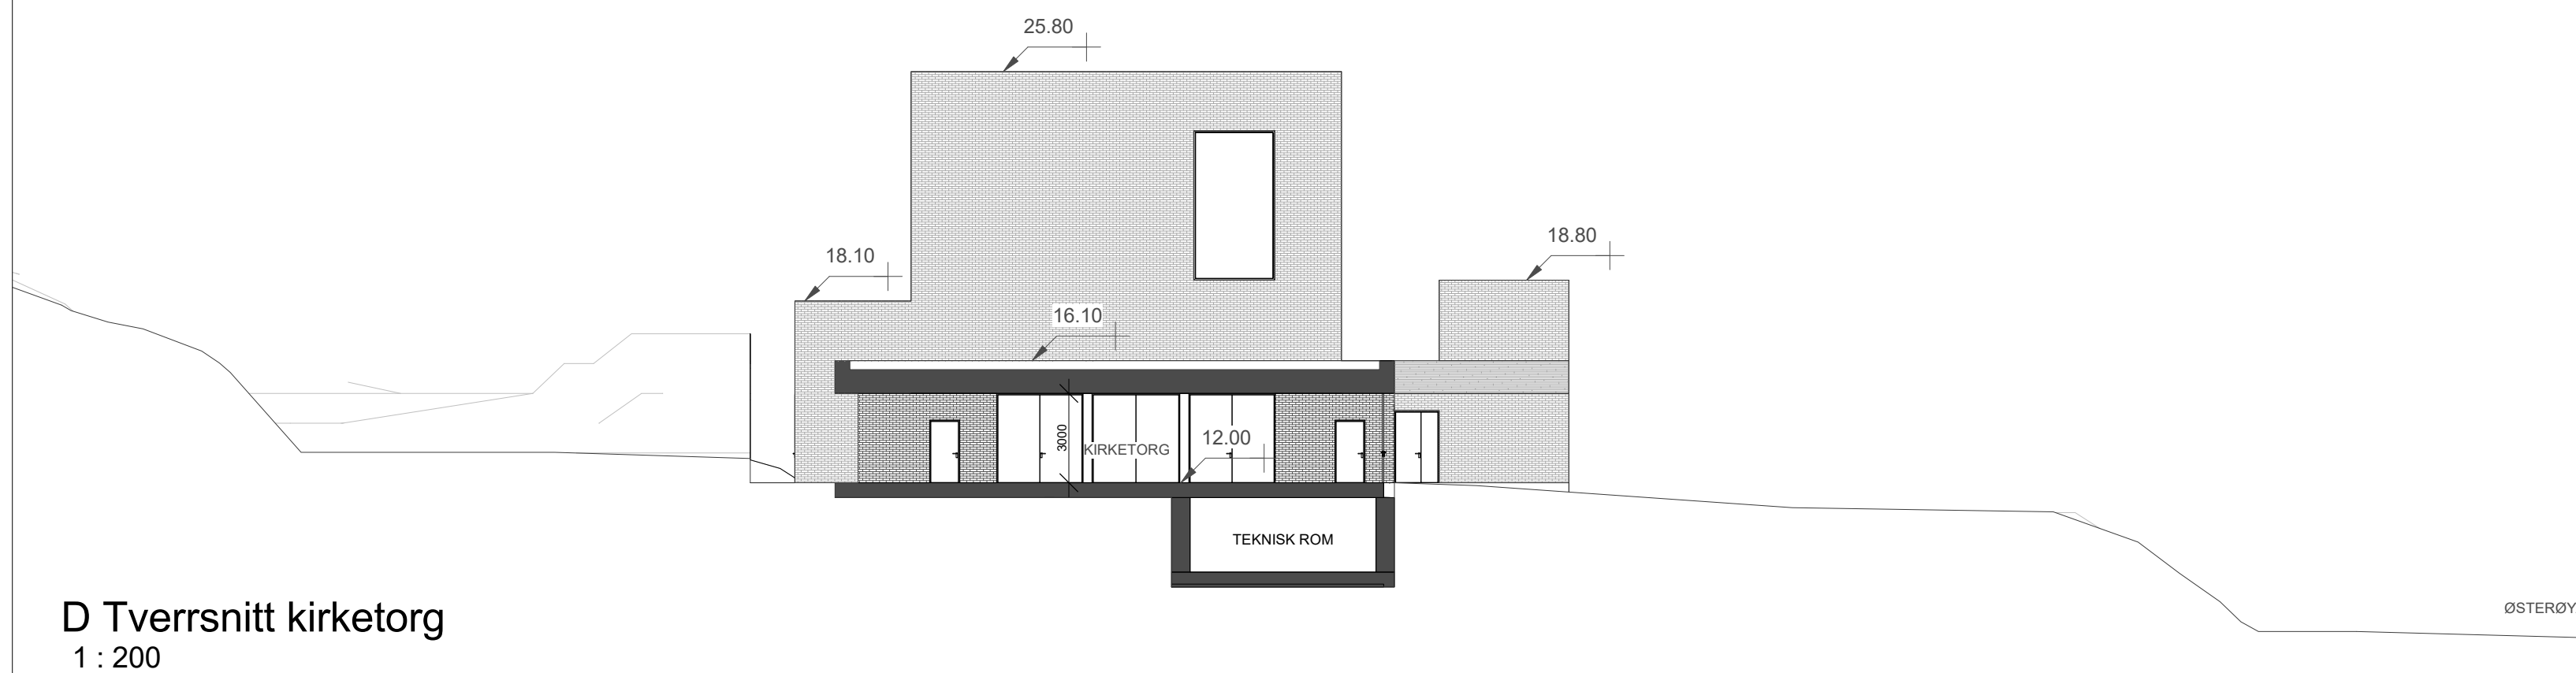 25.80
18.80
18.10
16.10
3000
KIRKETORG
12.00
TEKNISK ROM
ØSTERØY
D Tverrsnitt kirketorg
1 : 200